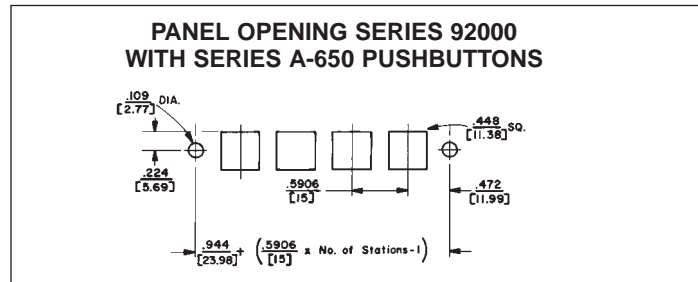 PANEL OPENING SERIES 92000
WITH SERIES A-650 PUSHBUTTONS
.109 DIA.
[2.77]
.448 SQ.
[11.38]
.224
[5.69]
.5906
[15]
.472
[11.99]
.944 + (.5906 x No. of Stations-1)
[23.98] [15]